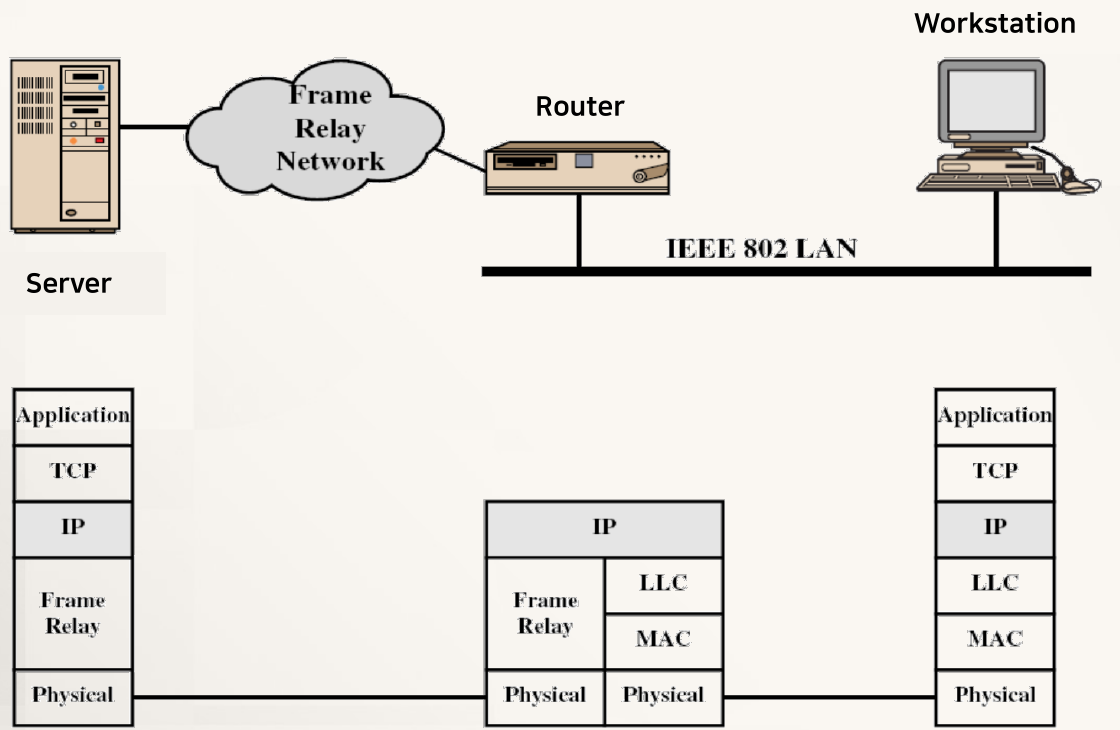 Workstation
Frame
Relay
Network
Router
IEEE 802 LAN
Server
Application
TCP
IP
Frame
Relay
Physical
IP
Frame
Relay
LLC
MAC
Physical
Physical
Application
TCP
IP
LLC
MAC
Physical